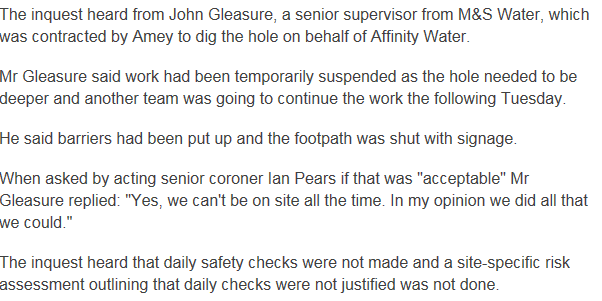 The inquest heard from John Gleasure, a senior supervisor from M&S Water, which
was contracted by Amey to dig the hole on behalf of Affinity Water.
Mr Gleasure said work had been temporarily suspended as the hole needed to be
deeper and another team was going to continue the work the following Tuesday.
He said barriers had been put up and the footpath was shut with signage.
When asked by acting senior coroner Ian Pears if that was "acceptable" Mr
Gleasure replied: "Yes, we can't be on site all the time. In my opinion we did all that
we could."
The inquest heard that daily safety checks were not made and a site-specific risk
assessment outlining that daily checks were not justified was not done.